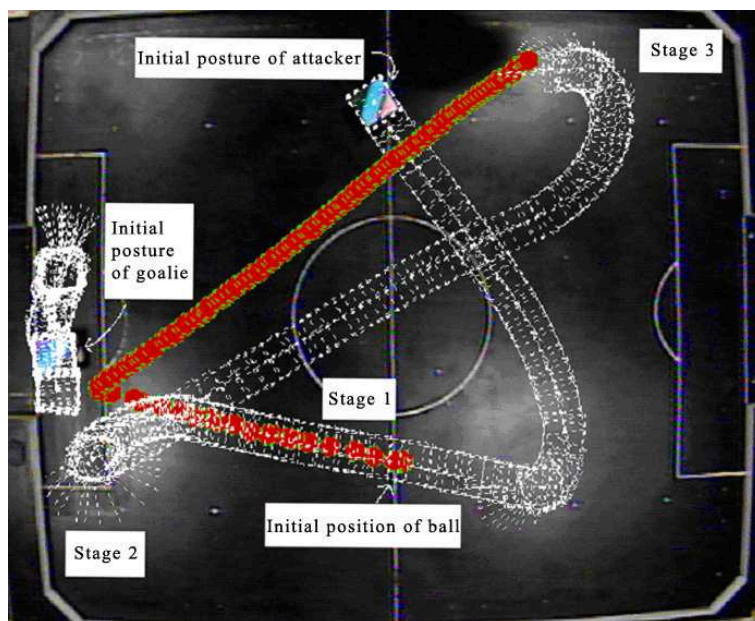 Initial posture of attacker
Stage 3
Initial
posture
of goalie
Stage 1
Initial position of ball
Stage 2